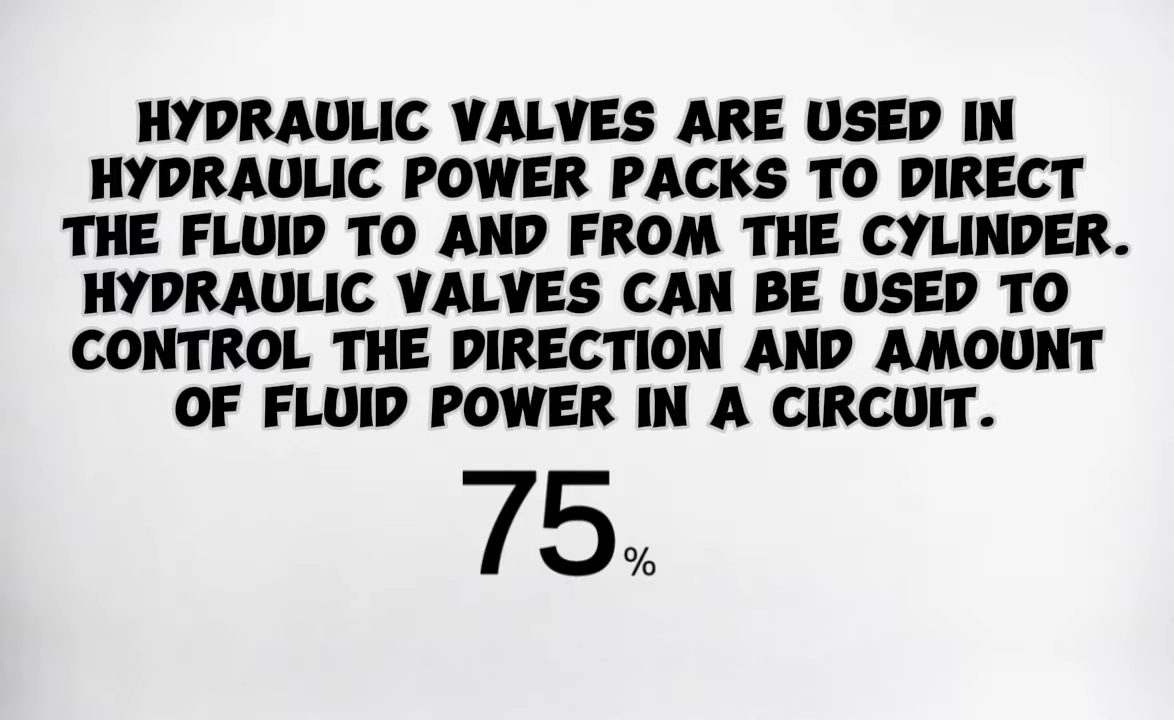 HYDRAULIC VALVES ARE USED IN
HYDRAULIC POWER PACKS TO DIRECT
THE FLUID TO AND FROM THE CYLINDER.
HYDRAULIC VALVES CAN BE USED TO
CONTROL THE DIRECTION AND AMOUNT
OF FLUID POWER IN A CIRCUIT.
75%